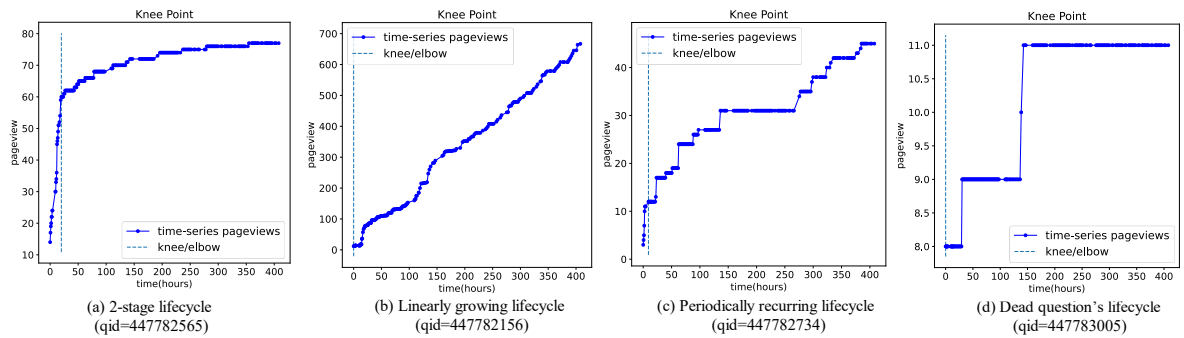 Knee Point
80
70
60
50
40
30
20
10
pageview
time-series pageviews
knee/elbow
0 50 100 150 200 250 300 350 400
time(hours)
(a) 2-stage lifecycle
(qid=447782565)
Knee Point
700
600
500
400
300
200
100
0
pageview
time-series pageviews
knee/elbow
0 50 100 150 200 250 300 350 400
time(hours)
(b) Linearly growing lifecycle
(qid=447782156)
Knee Point
40
30
20
10
0
pageview
time-series pageviews
knee/elbow
0 50 100 150 200 250 300 350 400
time(hours)
(c) Periodically recurring lifecycle
(qid=447782734)
Knee Point
11.0
10.5
10.0
9.5
9.0
8.5
8.0
pageview
time-series pageviews
knee/elbow
0 50 100 150 200 250 300 350 400
time(hours)
(d) Dead question’s lifecycle
(qid=447783005)